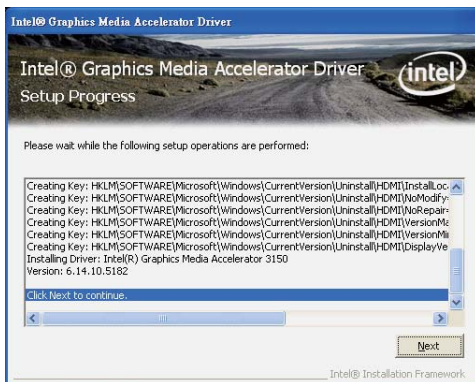 Intel® Graphics Media Accelerator Driver
Intel® Graphics Media Accelerator Driver
intel
Setup Progress
Please wait while the following setup operations are performed:
Creating Key: HKLM\SOFTWARE\Microsoft\Windows\CurrentVersion\Uninstall\HDMI\InstallLoc
Creating Key: HKLM\SOFTWARE\Microsoft\Windows\CurrentVersion\Uninstall\HDMI\NoModify=
Creating Key: HKLM\SOFTWARE\Microsoft\Windows\CurrentVersion\Uninstall\HDMI\NoRepair=
Creating Key: HKLM\SOFTWARE\Microsoft\Windows\CurrentVersion\Uninstall\HDMI\VersionMa
Creating Key: HKLM\SOFTWARE\Microsoft\Windows\CurrentVersion\Uninstall\HDMI\VersionMi
Creating Key: HKLM\SOFTWARE\Microsoft\Windows\CurrentVersion\Uninstall\HDMI\DisplayVe
Installing Driver: Intel(R) Graphics Media Accelerator 3150
Version: 6.14.10.5182
Click Next to continue.
Next
Intel® Installation Framework